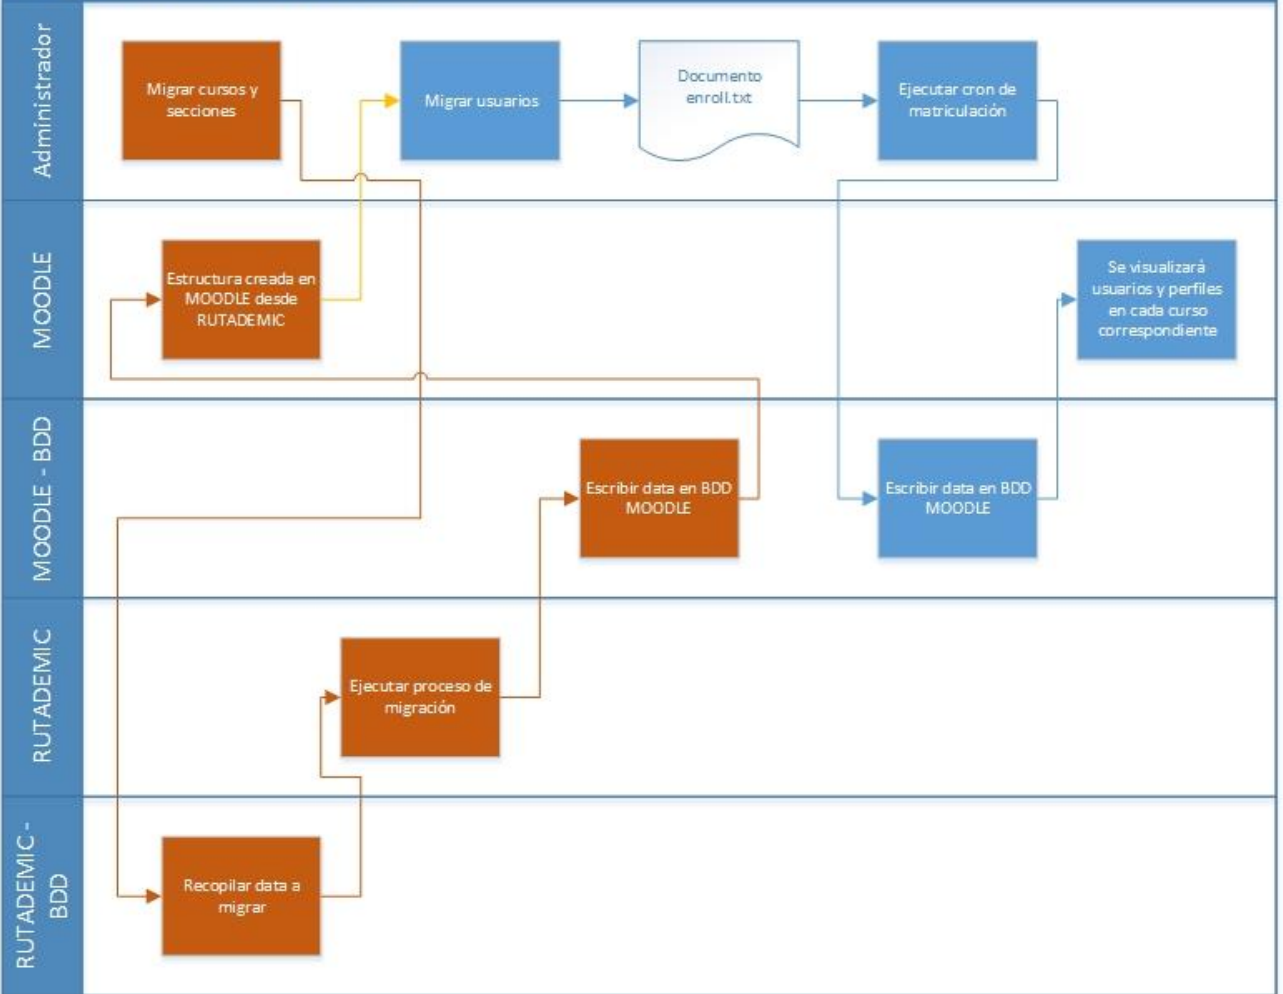 Administrador
Migrar cursos y
secciones
Migrar usuarios
Documento
enroll.txt
Ejecutar cron de
matriculación
MOODLE
Estructura creada en
MOODLE desde
RUTADEMIC
Se visualizará
usuarios y perfiles
en cada curso
correspondiente
MOODLE - BDD
Escribir data en BDD
MOODLE
Escribir data en BDD
MOODLE
RUTADEMIC
Ejecutar proceso de
migración
RUTADEMIC -
BDD
Recopilar data a
migrar